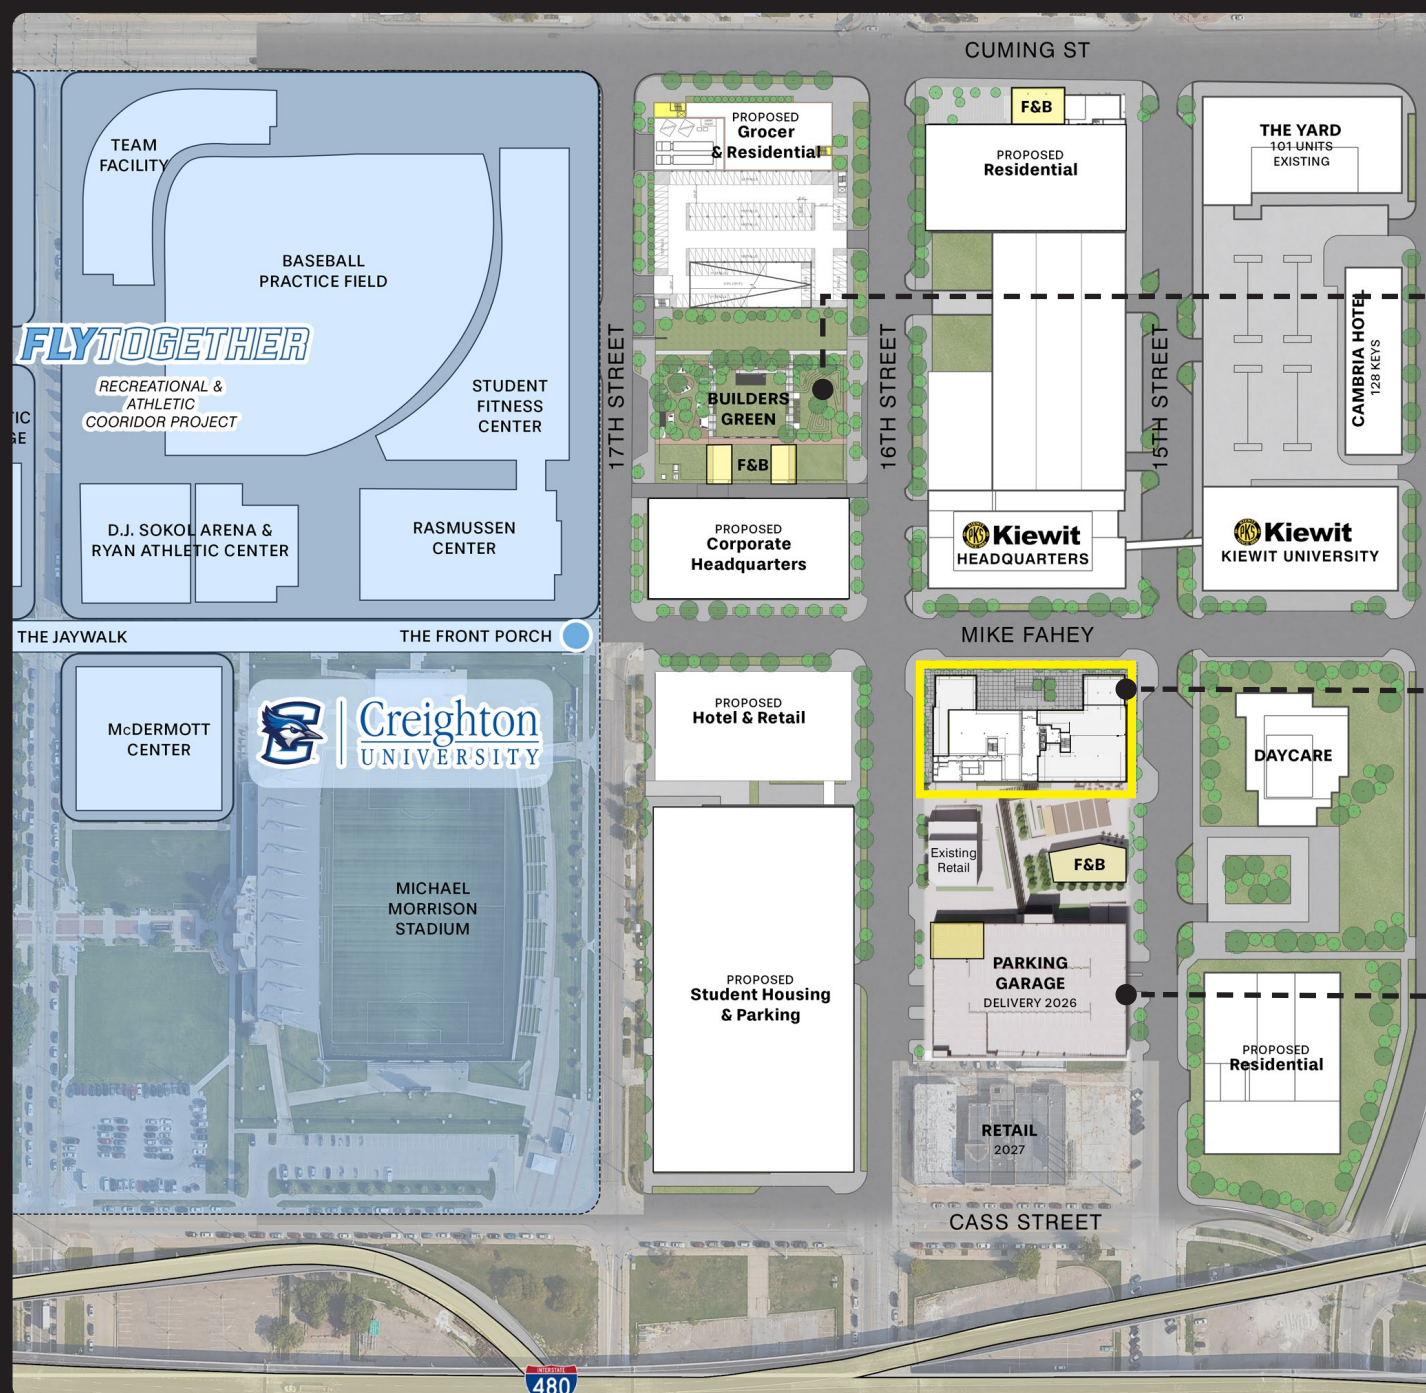 CUMING ST
TEAM
FACILITY
BASEBALL
PRACTICE FIELD
FLYTOGETHER
RECREATIONAL &
ATHLETIC
COORIDOR PROJECT
STUDENT
FITNESS
CENTER
D.J. SOKOL ARENA &
RYAN ATHLETIC CENTER
RASMUSSEN
CENTER
THE JAYWALK
THE FRONT PORCH
McDERMOTT
CENTER
Creighton
UNIVERSITY
MICHAEL
MORRISON
STADIUM
17TH STREET
PROPOSED
Grocer
& Residential
BUILDERS
GREEN
F&B
PROPOSED
Corporate
Headquarters
PROPOSED
Hotel & Retail
PROPOSED
Student Housing
& Parking
16TH STREET
F&B
PROPOSED
Residential
PKS
Kiewit
HEADQUARTERS
MIKE FAHEY
Existing
Retail
F&B
PARKING
GARAGE
DELIVERY 2026
RETAIL
2027
CASS STREET
15TH STREET
THE YARD
101 UNITS
EXISTING
CAMBRIA HOTEL
128 KEYS
PKS
Kiewit
KIEWIT UNIVERSITY
DAYCARE
PROPOSED
Residential
INTERSTATE
480